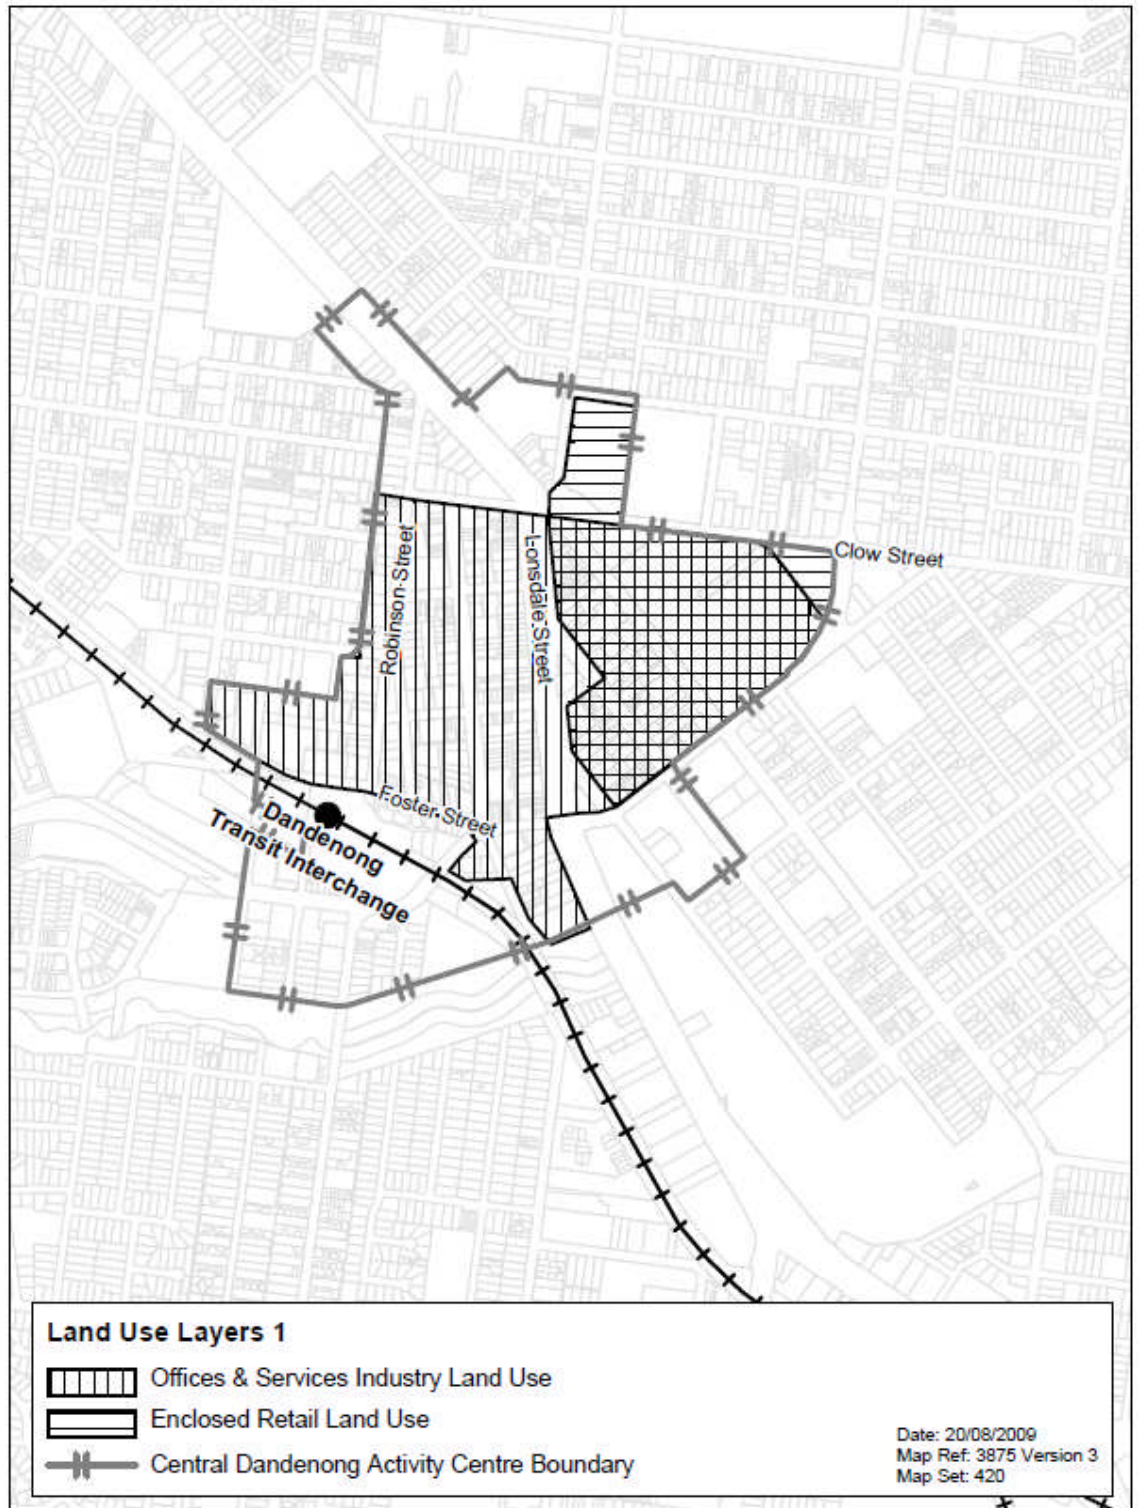 Clow Street
Robinson Street
Lonsdale Street
Foster Street
Dandenong
Transit Interchange
Land Use Layers 1
Offices & Services Industry Land Use
Enclosed Retail Land Use
Central Dandenong Activity Centre Boundary
Date: 20/08/2009
Map Ref: 3875 Version 3
Map Set: 420